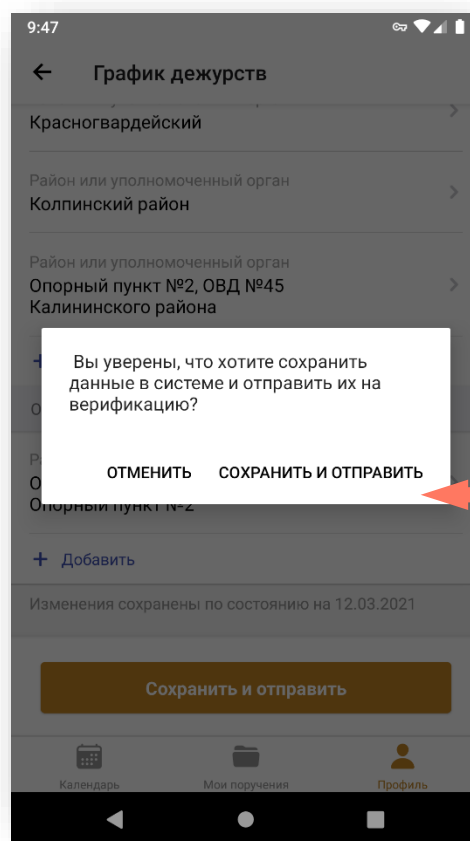 9:47
График дежурств
Красногвардейский
Район или уполномоченный орган
Колпинский район
Район или уполномоченный орган
Опорный пункт №2, ОВД №45
Калининского района
Вы уверены, что хотите сохранить
данные в системе и отправить их на
верификацию?
ОТМЕНИТЬ СОХРАНИТЬ И ОТПРАВИТЬ
Опорный пункт №2
+ Добавить
Изменения сохранены по состоянию на 12.03.2021
Сохранить и отправить
Календарь Мои поручения Профиль